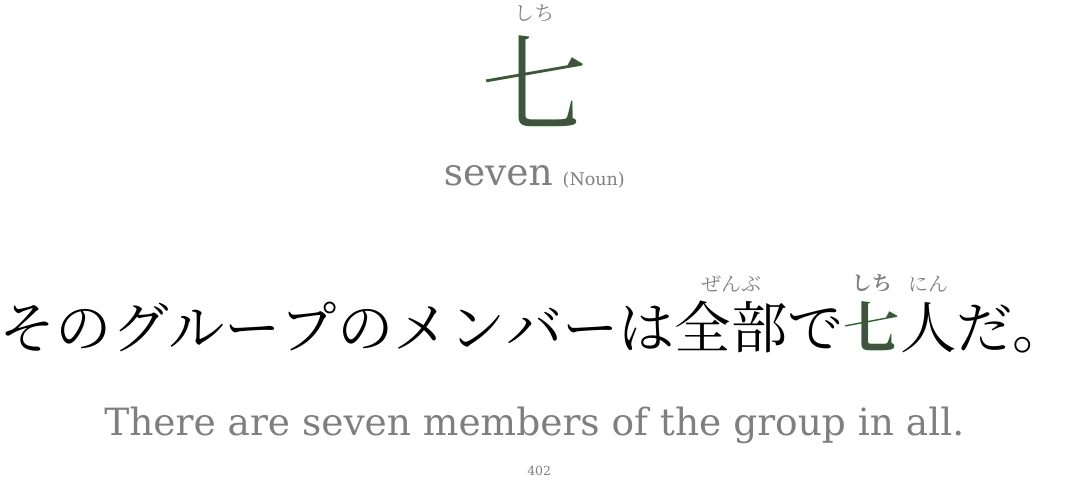 しち
七
seven (Noun)
ぜんぶ しち にん
そのグループのメンバーは全部で七人だ。
There are seven members of the group in all.
402